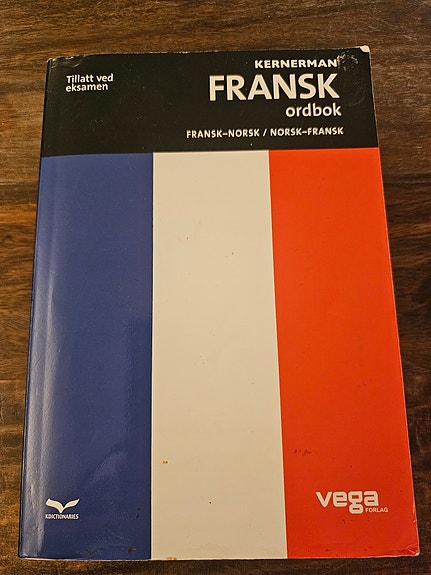 Tillatt ved
eksamen
KERNERMAN
FRANSK
ordbok
FRANSK–NORSK / NORSK–FRANSK
KDICTIONARIES
vega
FORLAG